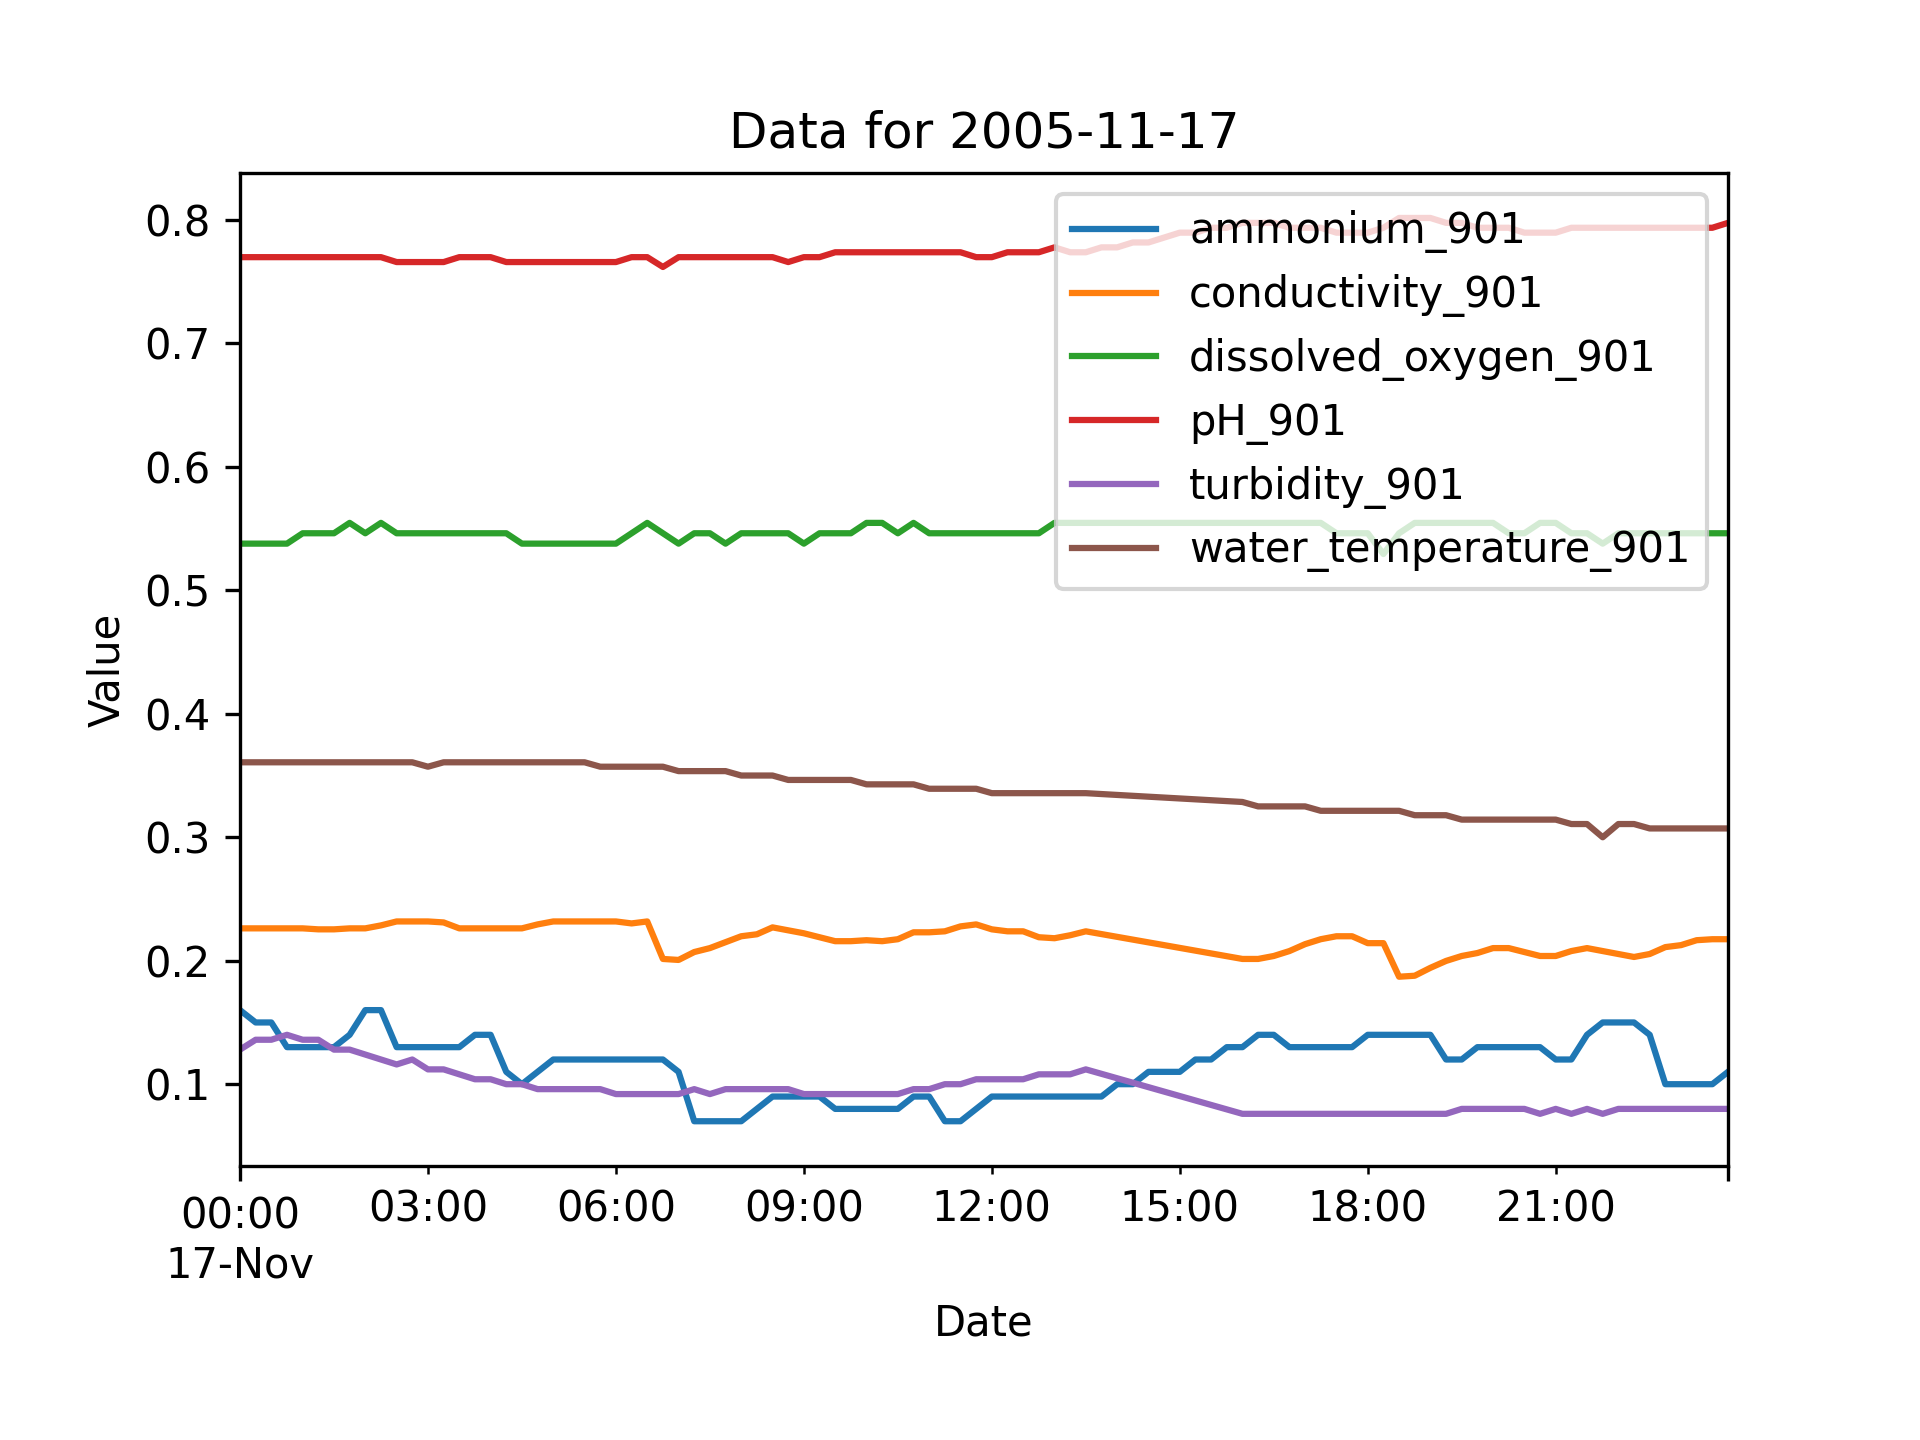 Data for 2005-11-17
0.8
0.7
0.6
0.5
0.4
0.3
0.2
0.1
Value
ammonium_901
conductivity_901
dissolved_oxygen_901
pH_901
turbidity_901
water_temperature_901
00:00
17-Nov
03:00
06:00
09:00
12:00
15:00
18:00
21:00
Date